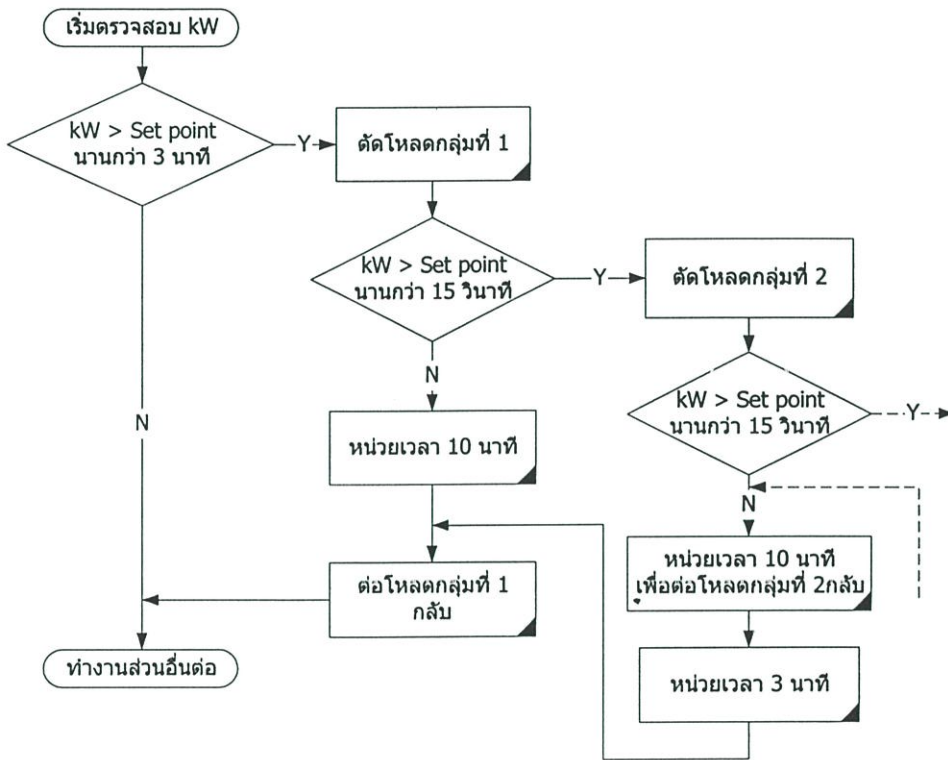 เริ่มตรวจสอบ kW
kW > Set point
นานกว่า 3 นาที
Y
ตัดโหลดกลุ่มที่ 1
kW > Set point
นานกว่า 15 วินาที
Y
ตัดโหลดกลุ่มที่ 2
N
N
kW > Set point
นานกว่า 15 วินาที
Y
หน่วยเวลา 10 นาที
N
หน่วยเวลา 10 นาที
เพื่อต่อโหลดกลุ่มที่ 2กลับ
ต่อโหลดกลุ่มที่ 1
กลับ
ทำงานส่วนอื่นต่อ
หน่วยเวลา 3 นาที